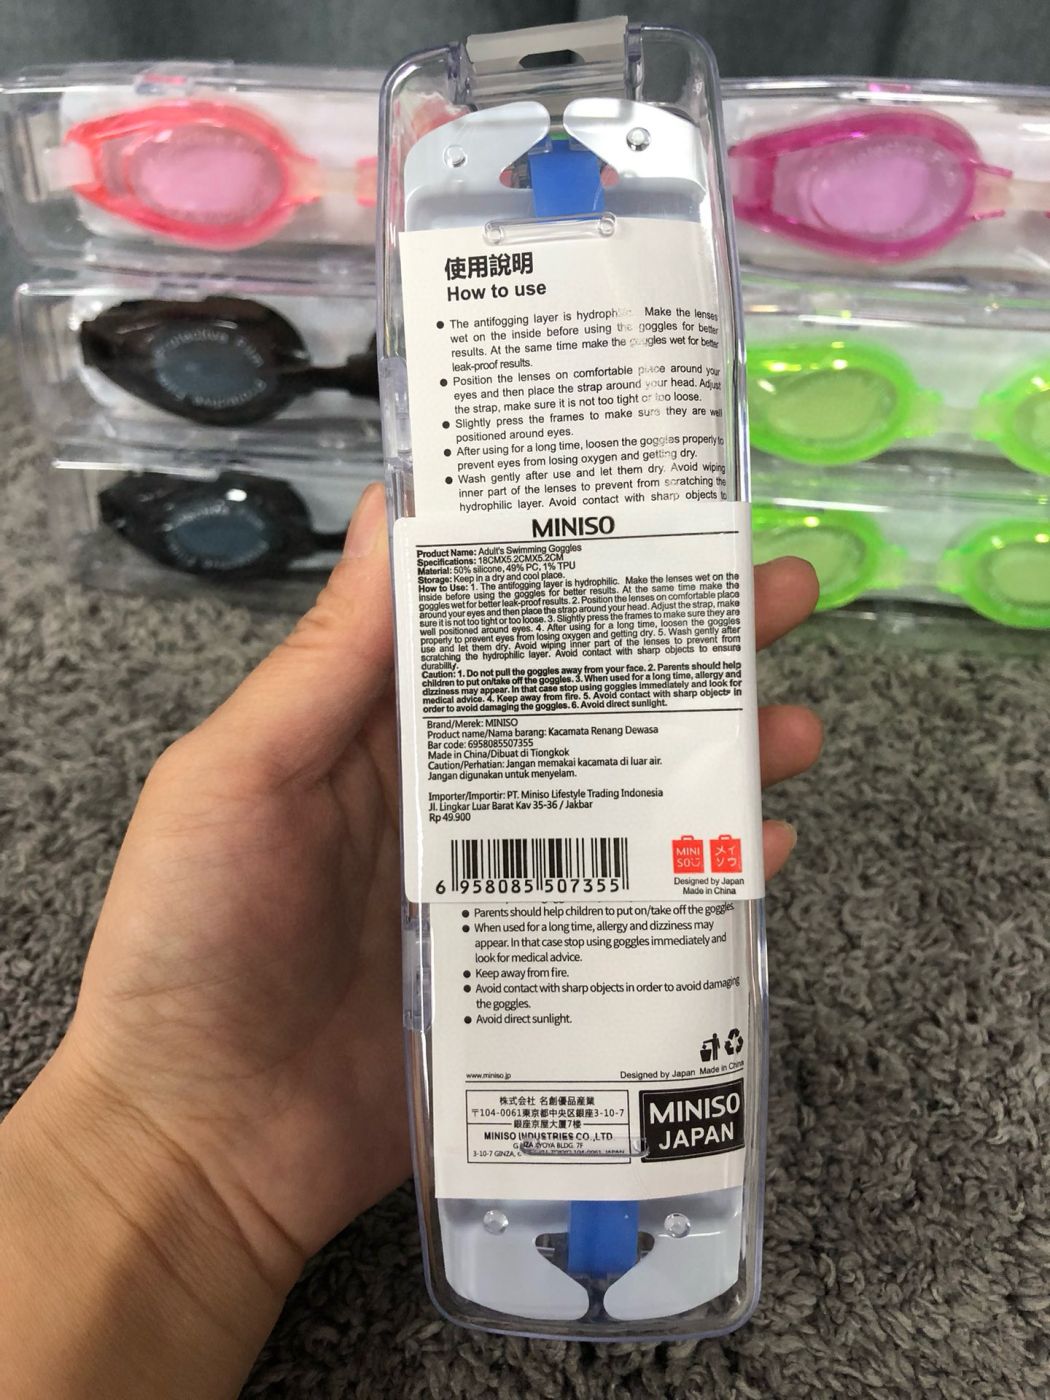 使用說明
How to use
● The antifogging layer is Make the lenses
wet on the inside before using the goggles for better
results. At the same time make the goggles wet for better
leak-proof results.
● Position the lenses on comfortable place around your
eyes and then place the strap around your head. Adjust
the strap, make sure it is not too tight or too loose.
● Slightly press the frames to make sure they are well
positioned around eyes.
● After using for a long time, loosen the goggles properly to
prevent eyes from losing oxygen and getting dry.
● Wash gently after use and let them dry. Avoid wiping
inner part of the lenses to prevent from scratching the
hydrophilic layer. Avoid contact with sharp objects to
MINISO
Product Name: Adult's Swimming Goggles
Specifications: 18CMX5.2CMX5.2CM
Material: 50% silicone, 49% PC, 1% TPU
Storage: Keep in a dry and cool place.
How to Use: 1. The antifogging layer is hydrophilic. Make the lenses wet on the
inside before using the goggles for better results. At the same time make the
goggles wet for better leak-proof results. 2. Position the lenses on comfortable place
around your eyes and then place the strap around your head. Adjust the strap, make
sure it is not too tight or too loose. 3. Slightly press the frames to make sure they are
well positioned around eyes. 4. After using for a long time, loosen the goggles
properly to prevent eyes from losing oxygen and getting dry. 5. Wash gently after
use and let them dry. Avoid wiping inner part of the lenses to prevent from
scratching the hydrophilic layer. Avoid contact with sharp objects to ensure
durability.
Caution: 1. Do not pull the goggles away from your face. 2. Parents should help
children to put on/take off the goggles. 3. When used for a long time, allergy and
dizziness may appear. In that case stop using goggles immediately and look for
medical advice. 4. Keep away from fire. 5. Avoid contact with sharp objects in
order to avoid damaging the goggles. 6. Avoid direct sunlight.
Brand/Merek: MINISO
Product name/Nama barang: Kacamata Renang Dewasa
Bar code: 6958085507355
Made in China/Dibuat di Tiongkok
Caution/Perhatian: Jangan memakai kacamata di luar air.
Jangan digunakan untuk menyelam.
Importer/Importir: PT. Miniso Lifestyle Trading Indonesia
Jl. Lingkar Luar Barat Kav 35-36 / Jakbar
Rp 49.900
6 958085 507355
MINI SO メイソウ
Designed by Japan
Made in China
● Parents should help children to put on/take off the goggles.
● When used for a long time, allergy and dizziness may
appear. In that case stop using goggles immediately and
look for medical advice.
● Keep away from fire.
● Avoid contact with sharp objects in order to avoid damaging
the goggles.
● Avoid direct sunlight.
www.miniso.jp Designed by Japan Made in China
株式会社 名創優品産業
〒104-0061東京都中央区銀座3-10-7
銀座京屋大厦7楼
MINISO INDUSTRIES CO.,LTD
BLDG. 7F
3-10-7 GINZA,
MINISO
JAPAN